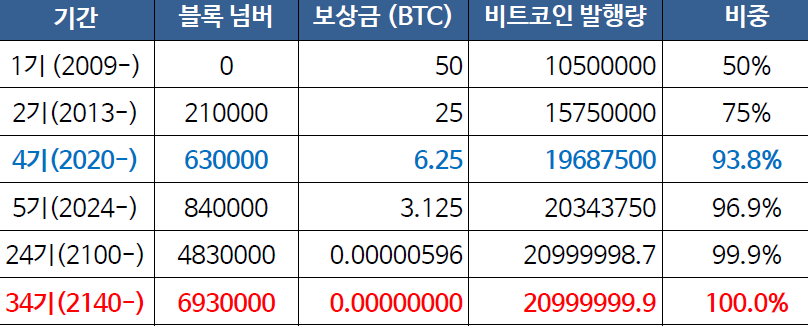 기간 블록 넘버 보상금 (BTC) 비트코인 발행량 비중
1기 (2009-) 0 50 10500000 50%
2기(2013-) 210000 25 15750000 75%
4기(2020-) 630000 6.25 19687500 93.8%
5기(2024-) 840000 3.125 20343750 96.9%
24기(2100-) 4830000 0.00000596 20999998.7 99.9%
34기(2140-) 6930000 0.00000000 20999999.9 100.0%